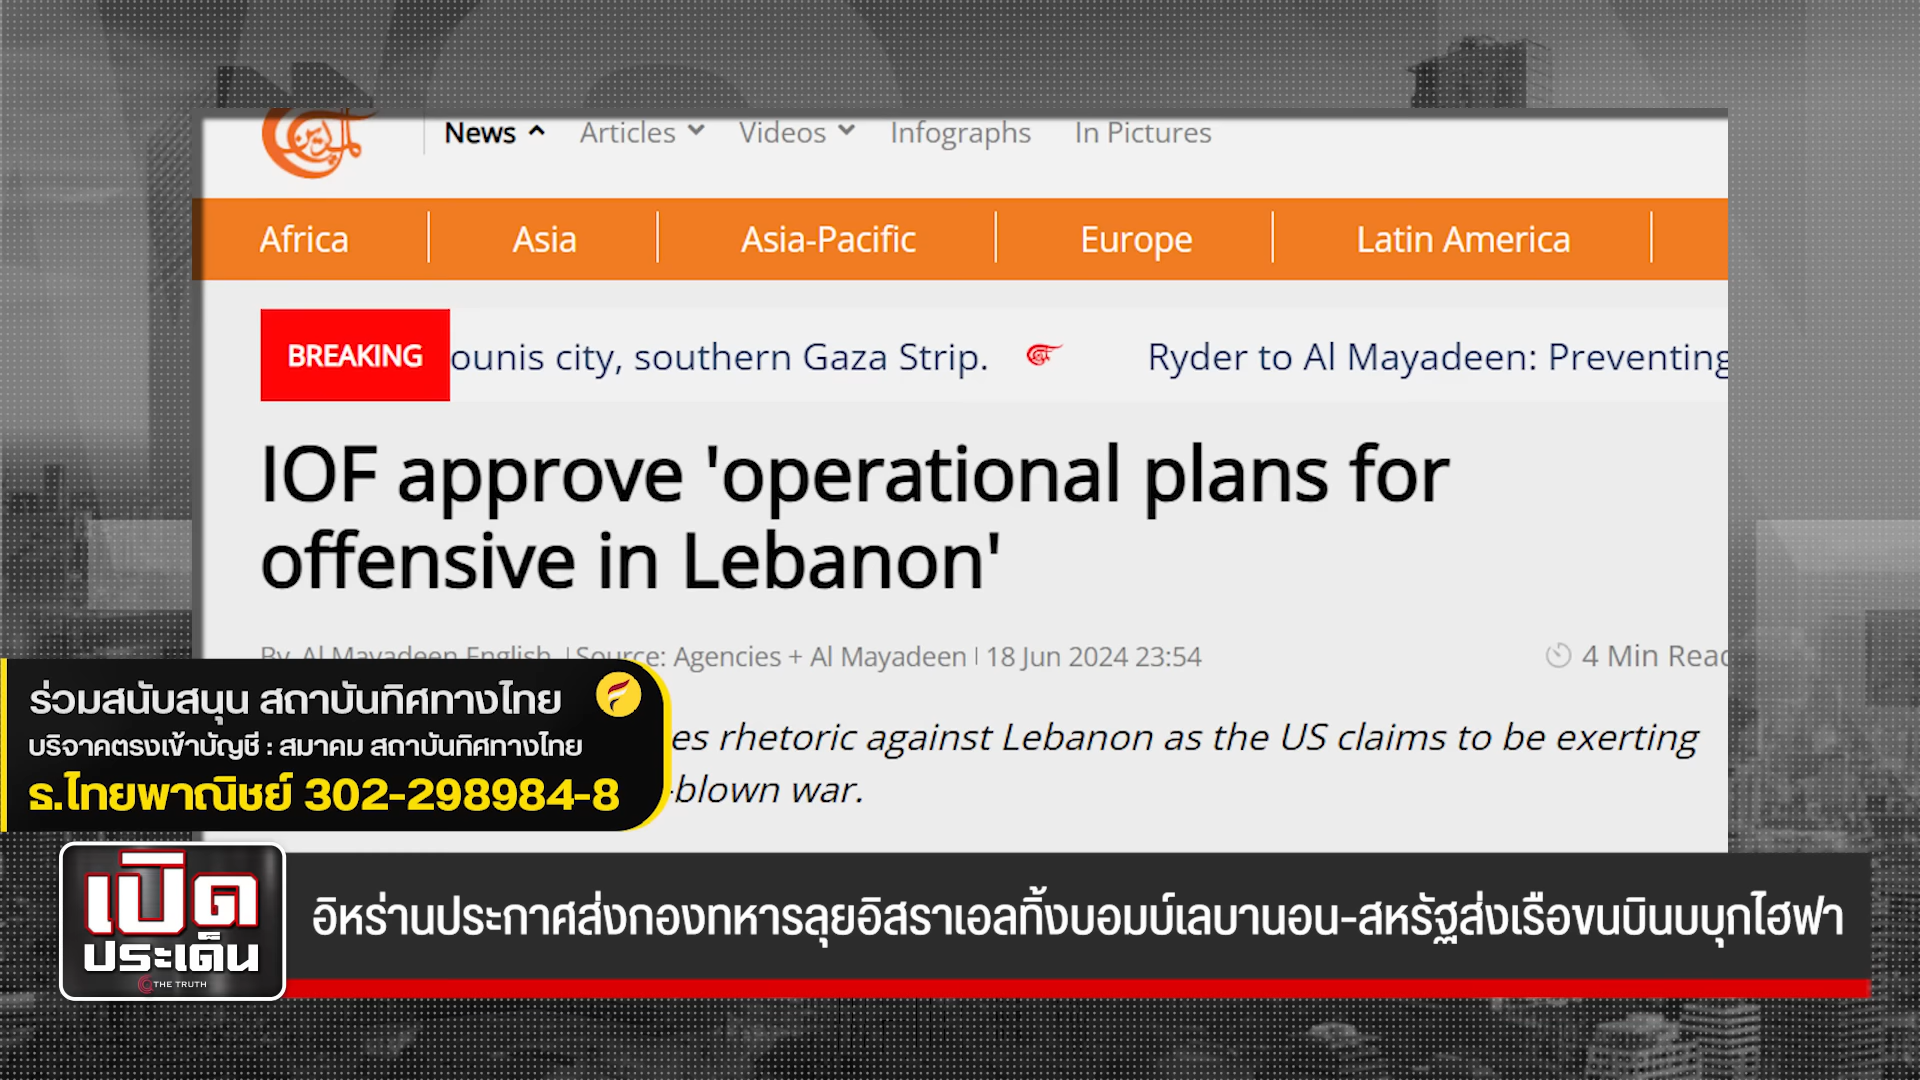 News Articles Videos Infographs In Pictures
Africa Asia Asia-Pacific Europe Latin America
BREAKING ounis city, southern Gaza Strip. Ryder to Al Mayadeen: Preventing
IOF approve 'operational plans for
offensive in Lebanon'
By Al Mayadeen English | Source: Agencies + Al Mayadeen | 18 Jun 2024 23:54
4 Min Read
es rhetoric against Lebanon as the US claims to be exerting
-blown war.
ร่วมสนับสนุน สถาบันทิศทางไทย
บริจาคตรงเข้าบัญชี : สมาคม สถาบันทิศทางไทย
ธ.ไทยพาณิชย์ 302-298984-8
เปิด
ประเด็น
THE TRUTH
อิหร่านประกาศส่งกองทหารลุยอิสราเอลทิ้งบอมบ์เลบานอน-สหรัฐส่งเรือขนบินบบุกไฮฟา